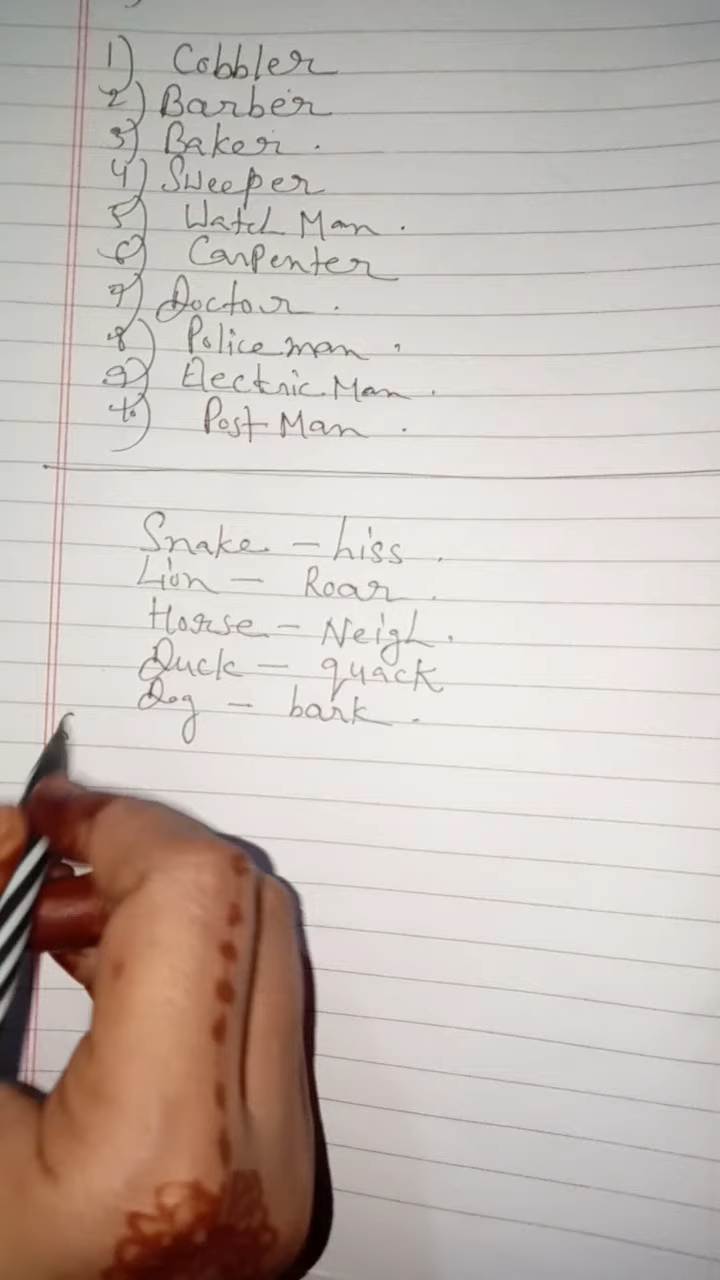 1) Cobbler
2) Barber
3) Baker.
4) Sweeper
5) Watch Man.
6) Carpenter
7) Doctour.
8) Police man.
9) Electric Man.
10) Post Man.
Snake - hiss.
Lion - Roar.
Horse - Neigh.
Duck - quack
Dog - bark.